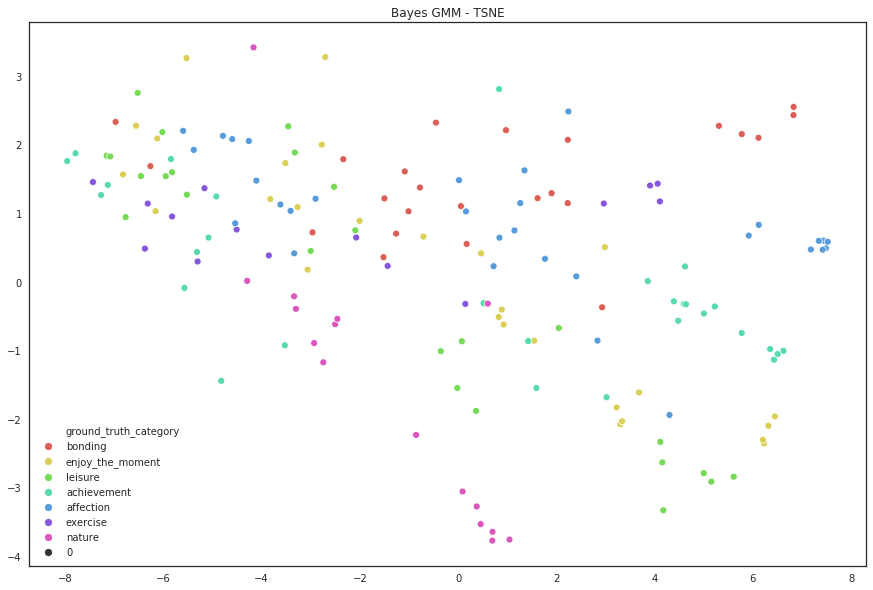 Bayes GMM - TSNE
3
2
1
0
−1
−2
−3
−4
ground_truth_category
bonding
enjoy_the_moment
leisure
achievement
affection
exercise
nature
0
−8 −6 −4 −2 0 2 4 6 8